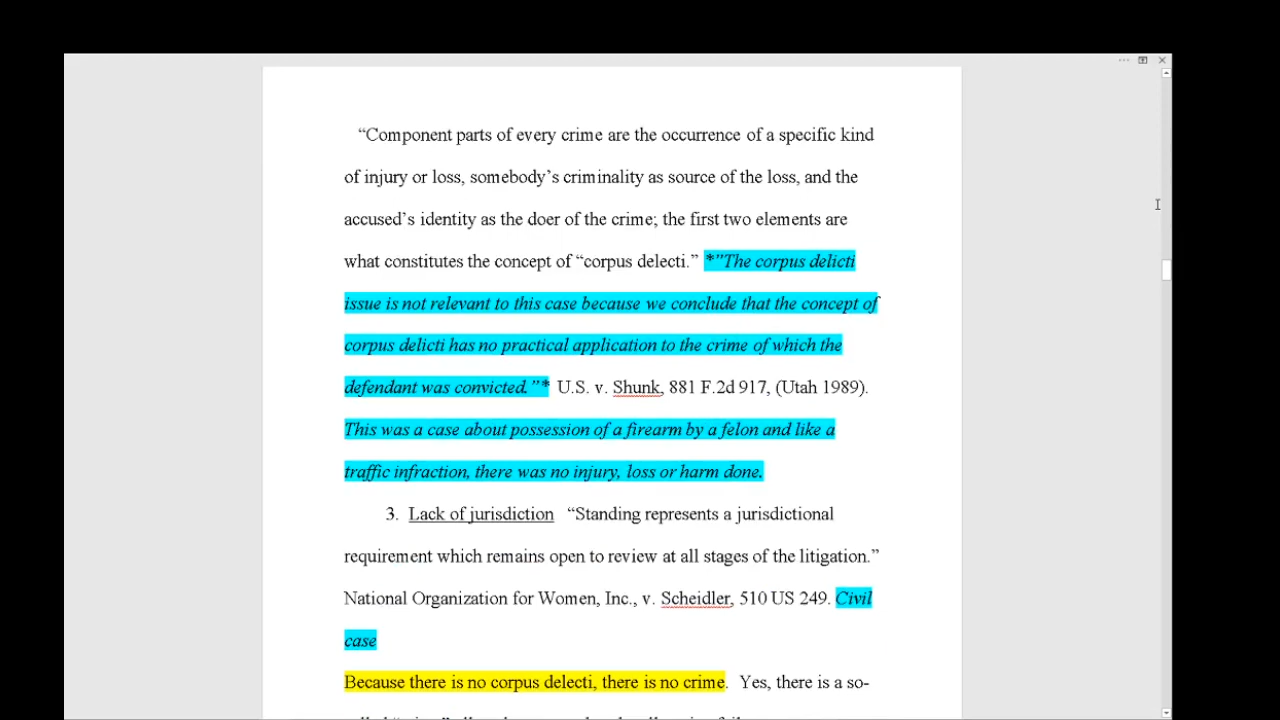 “Component parts of every crime are the occurrence of a specific kind
of injury or loss, somebody’s criminality as source of the loss, and the
accused’s identity as the doer of the crime; the first two elements are
what constitutes the concept of “corpus delecti.” *”The corpus delicti
issue is not relevant to this case because we conclude that the concept of
corpus delicti has no practical application to the crime of which the
defendant was convicted.”* U.S. v. Shunk, 881 F.2d 917, (Utah 1989).
This was a case about possession of a firearm by a felon and like a
traffic infraction, there was no injury, loss or harm done.
3. Lack of jurisdiction “Standing represents a jurisdictional
requirement which remains open to review at all stages of the litigation.”
National Organization for Women, Inc., v. Scheidler, 510 US 249. Civil
case
Because there is no corpus delecti, there is no crime. Yes, there is a so-